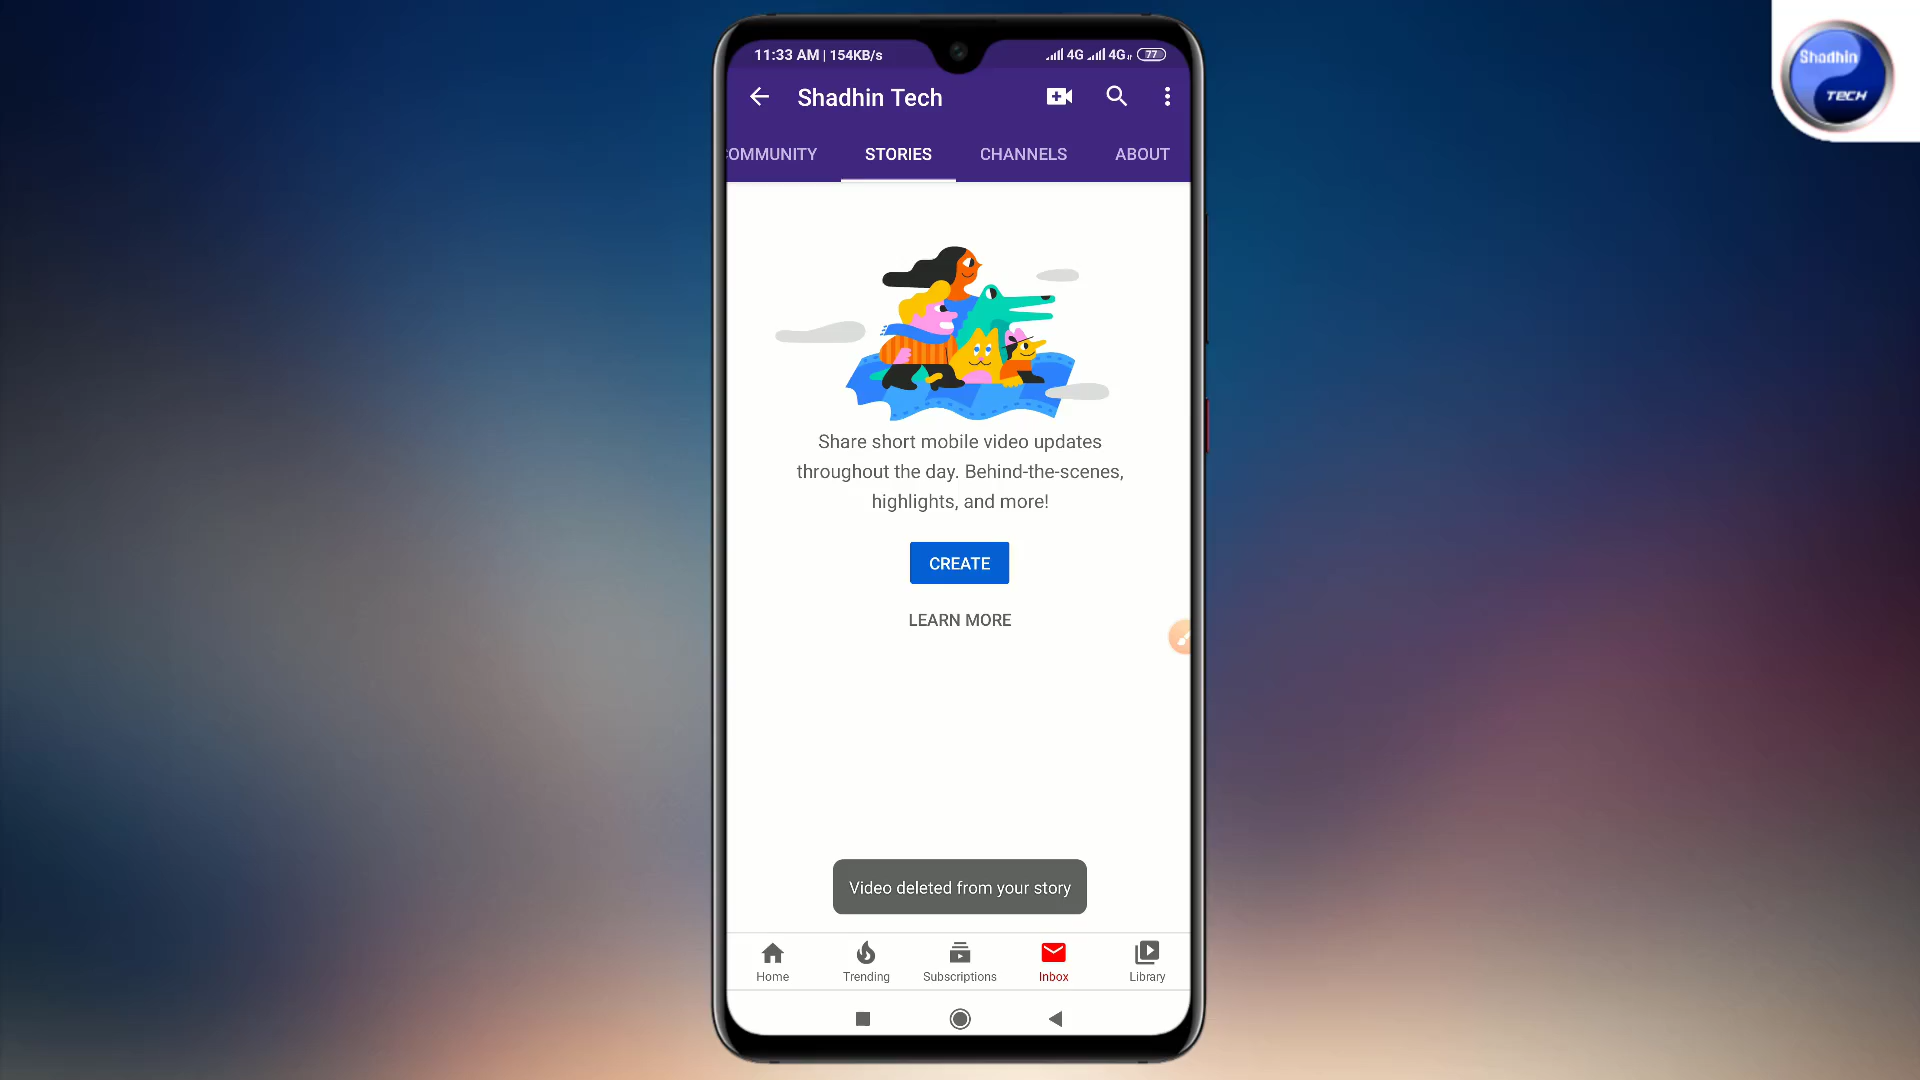 Shadhin
TECH
11:33 AM | 154KB/s
4G 4G 77
Shadhin Tech
OMMUNITY STORIES CHANNELS ABOUT
Share short mobile video updates
throughout the day. Behind-the-scenes,
highlights, and more!
CREATE
LEARN MORE
Video deleted from your story
Home Trending Subscriptions Inbox Library